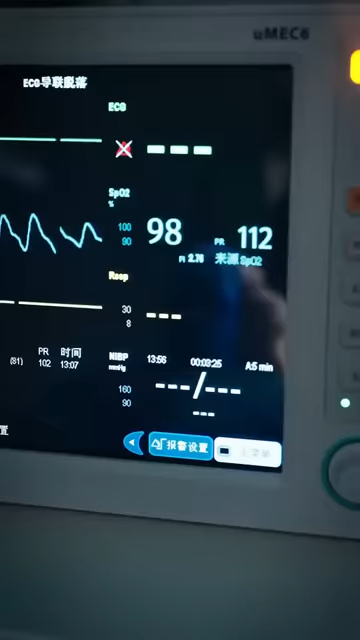 uMEC6
ECG导联脱落
ECG
---
SpO2
%
100
90
98
PR
112
PI 2.76
来源 SpO2
Resp
30
8
---
(81)
PR
102
时间
13:07
NIBP
mmHg
13:56
00:03:25
A5 min
160
90
---/---
---
置
报警设置